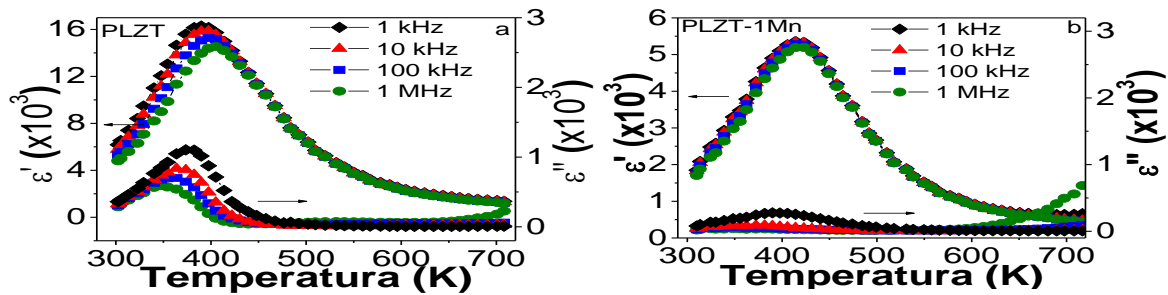 PLZT
a
1 kHz
10 kHz
100 kHz
1 MHz
16
12
8
4
0
3
2
1
0
ε' (x10³)
ε'' (x10³)
300 400 500 600 700
Temperatura (K)
PLZT-1Mn
b
1 kHz
10 kHz
100 kHz
1 MHz
6
5
4
3
2
1
0
3
2
1
0
ε' (x10³)
ε'' (x10³)
300 400 500 600 700
Temperatura (K)